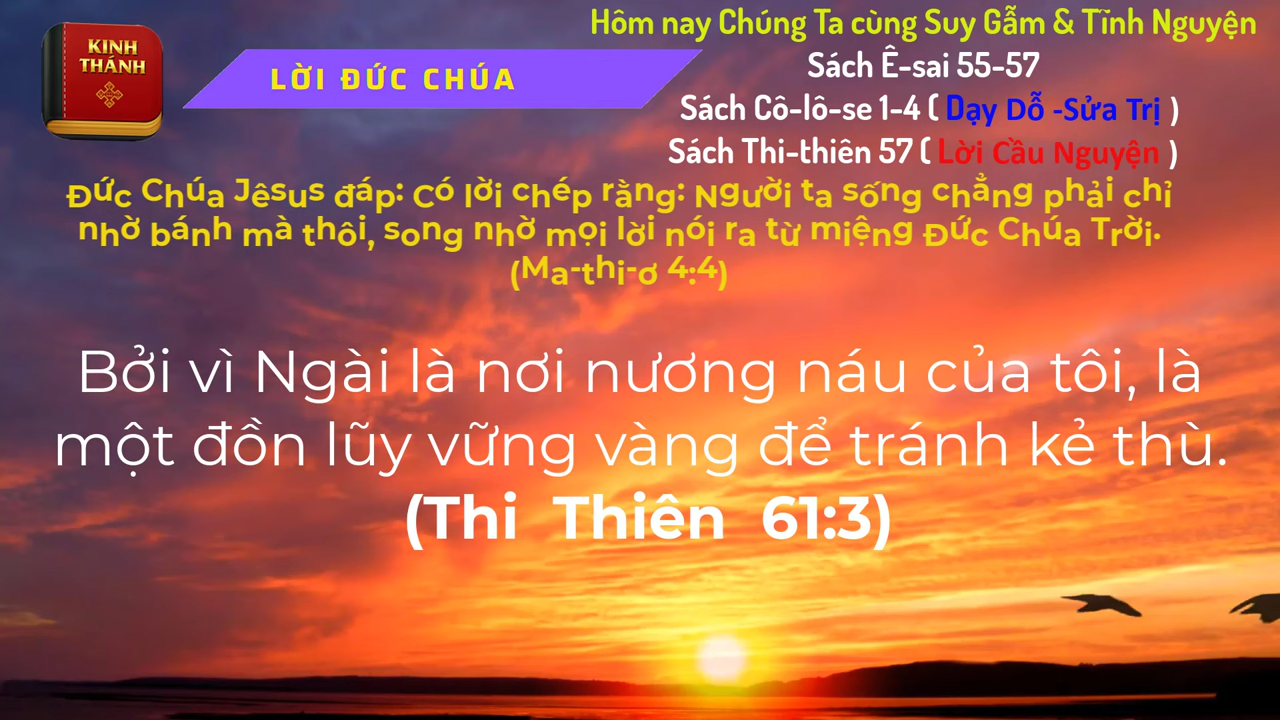 KINH
THÁNH
LỜI ĐỨC CHÚA
Hôm nay Chúng Ta cùng Suy Gẫm & Tĩnh Nguyện
Sách Ê-sai 55-57
Sách Cô-lô-se 1-4 ( Dạy Dỗ -Sửa Trị )
Sách Thi-thiên 57 ( Lời Cầu Nguyện )
Đức Chúa Jêsus đáp: Có lời chép rằng: Người ta sống chẳng phải chỉ
nhờ bánh mà thôi, song nhờ mọi lời nói ra từ miệng Đức Chúa Trời.
(Ma-thi-ơ 4:4)
Bởi vì Ngài là nơi nương náu của tôi, là
một đồn lũy vững vàng để tránh kẻ thù.
(Thi Thiên 61:3)